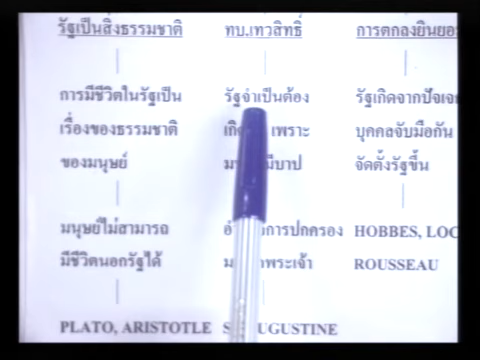 รัฐเป็นสิ่งธรรมชาติ
การมีชีวิตในรัฐเป็น
เรื่องของธรรมชาติ
ของมนุษย์
มนุษย์ไม่สามารถ
มีชีวิตนอกรัฐได้
PLATO, ARISTOTLE
ทบ.เทวสิทธิ์
รัฐจำเป็นต้อง
เพราะ
มีบาป
การปกครอง
พระเจ้า
การตกลงยินยอ
รัฐเกิดจากปัจเจ
บุคคลจับมือกัน
จัดตั้งรัฐขึ้น
HOBBES, LOC
ROUSSEAU